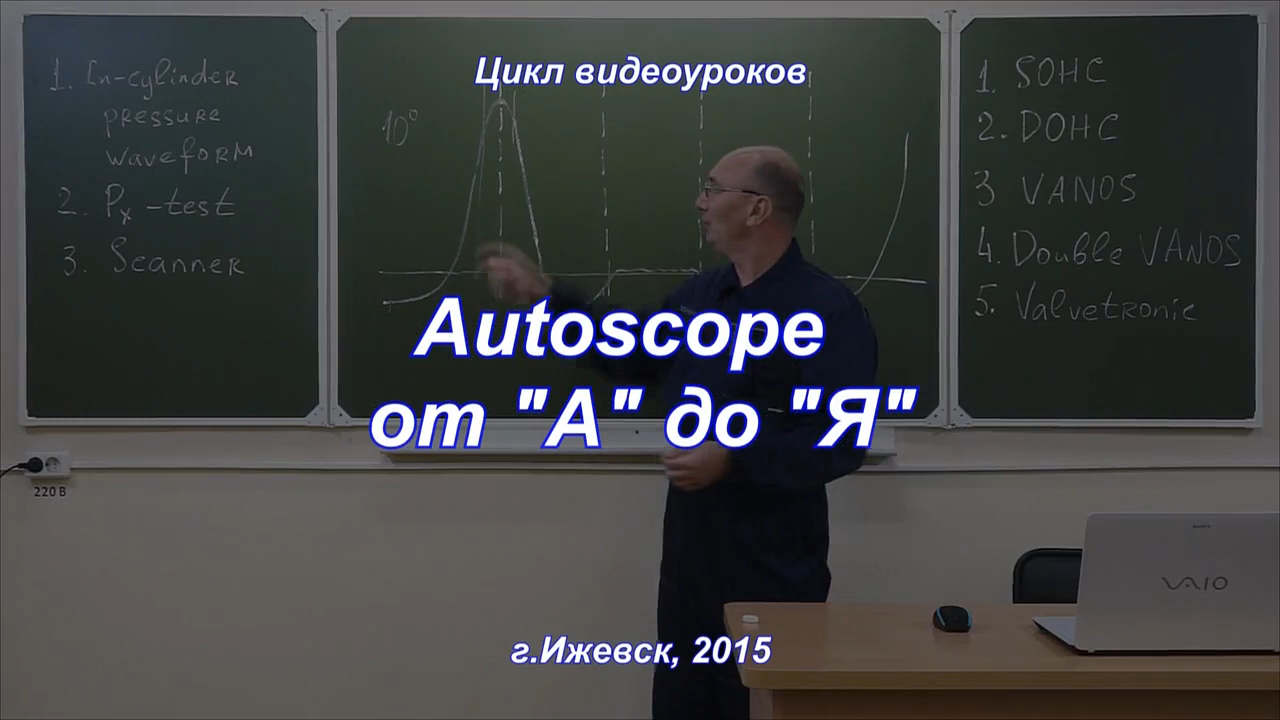 Цикл видеоуроков
1. In-cylinder
pressure
waveform
2. Px-test
3. Scanner
10°
1. SOHC
2. DOHC
3 VANOS
4. Double VANOS
5. Valvetronic
Autoscope
от "А" до "Я"
220 В
SONY
VAIO
г.Ижевск, 2015